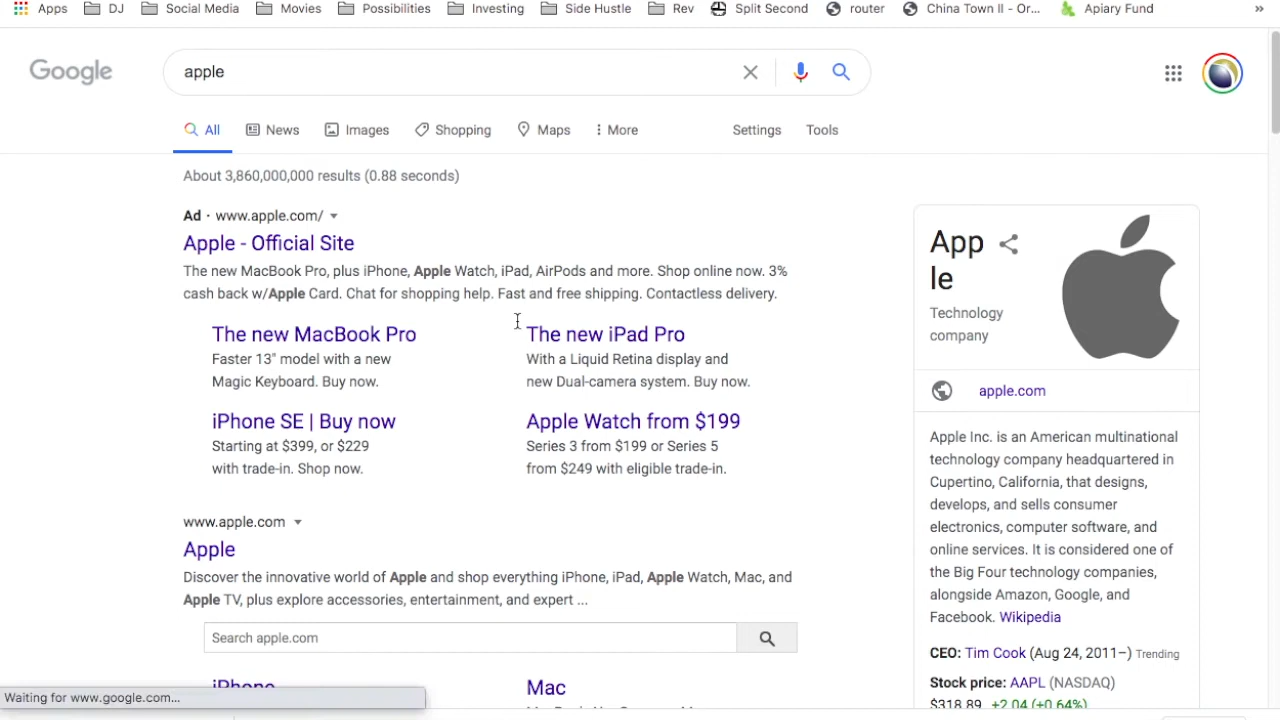 Apps DJ Social Media Movies Possibilities Investing Side Hustle Rev Split Second router China Town II - Or... Apiary Fund »
Google apple
All News Images Shopping Maps More Settings Tools
About 3,860,000,000 results (0.88 seconds)
Ad · www.apple.com/
Apple - Official Site
The new MacBook Pro, plus iPhone, Apple Watch, iPad, AirPods and more. Shop online now. 3%
cash back w/Apple Card. Chat for shopping help. Fast and free shipping. Contactless delivery.
The new MacBook Pro
Faster 13" model with a new
Magic Keyboard. Buy now.
The new iPad Pro
With a Liquid Retina display and
new Dual-camera system. Buy now.
iPhone SE | Buy now
Starting at $399, or $229
with trade-in. Shop now.
Apple Watch from $199
Series 3 from $199 or Series 5
from $249 with eligible trade-in.
www.apple.com
Apple
Discover the innovative world of Apple and shop everything iPhone, iPad, Apple Watch, Mac, and
Apple TV, plus explore accessories, entertainment, and expert ...
Search apple.com
iPhone
Mac
Waiting for www.google.com...
App
le
Technology
company
apple.com
Apple Inc. is an American multinational
technology company headquartered in
Cupertino, California, that designs,
develops, and sells consumer
electronics, computer software, and
online services. It is considered one of
the Big Four technology companies,
alongside Amazon, Google, and
Facebook. Wikipedia
CEO: Tim Cook (Aug 24, 2011–) Trending
Stock price: AAPL (NASDAQ)
$318.89 +2.04 (+0.64%)